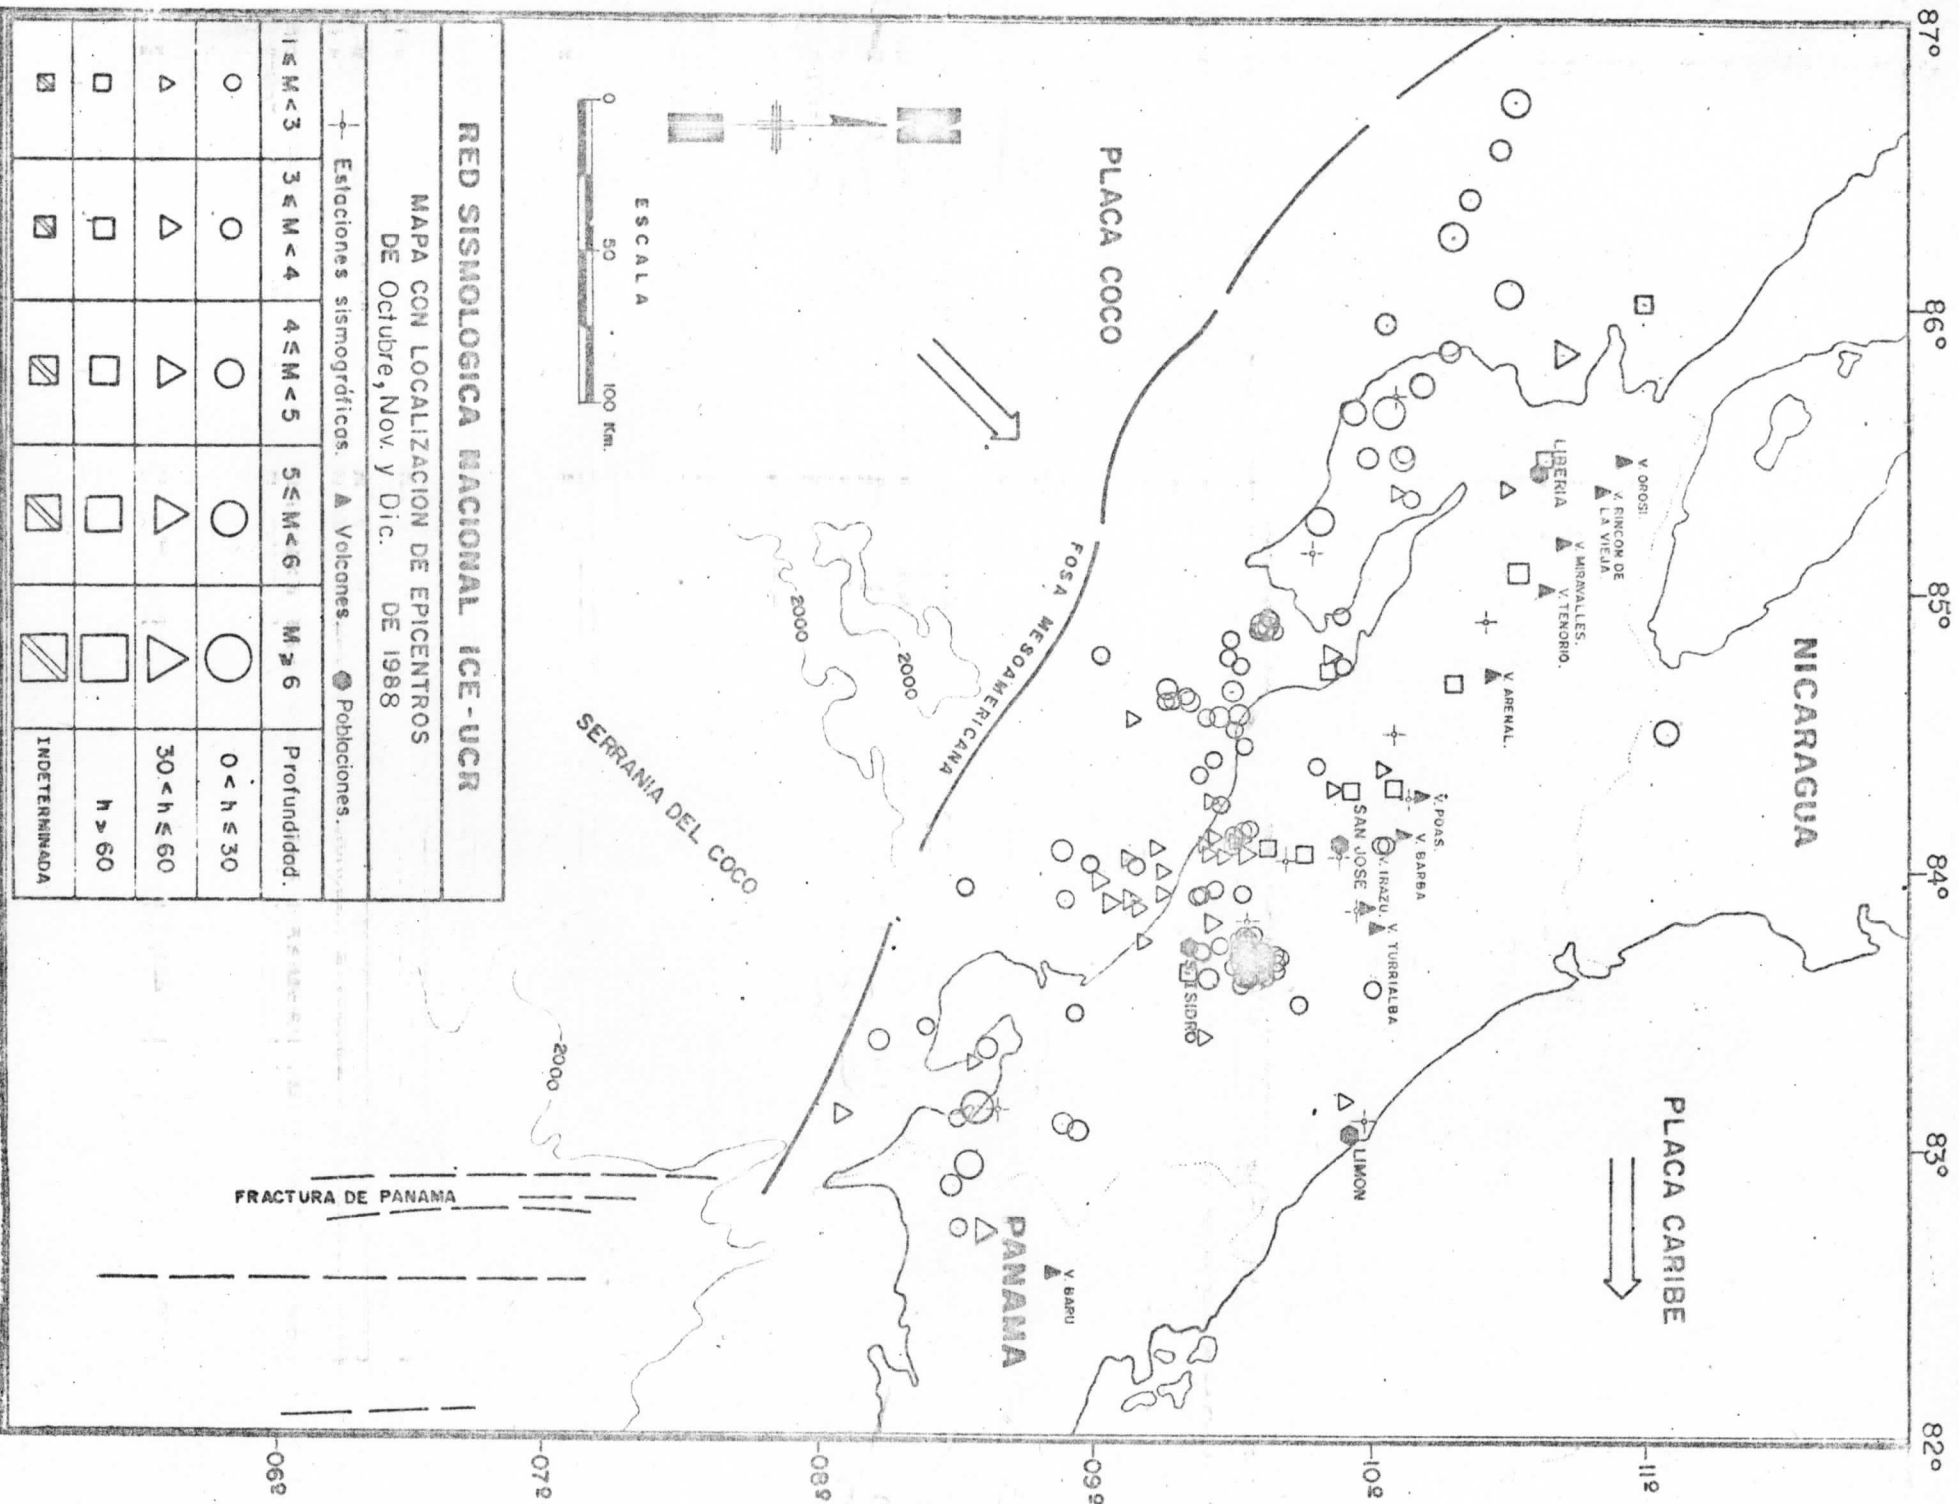 87°
86°
85°
84°
83°
82°
11º
10º
09º
08º
07º
06º
NICARAGUA
PLACA CARIBE
V. OROSI.
V. RINCON DE
LA VIEJA
V. MIRAVALLES.
V. TENORIO.
V. ARENAL.
LIBERIA
V. POAS.
V. BARBA
V. IRAZU.
V. TURRIALBA
SAN JOSE
LIMON
S. ISIDRO
PANAMA
V. BARU
PLACA COCO
FOSA MESOAMERICANA
-2000
-2000
-2000
SERRANIA DEL COCO
FRACTURA DE PANAMA
N
ESCALA
0 50 100 Km.
RED SISMOLOGICA NACIONAL ICE-UCR
MAPA CON LOCALIZACION DE EPICENTROS
DE Octubre, Nov. y Dic. DE 1988
Estaciones sismográficas. Volcanes. Poblaciones.
1 ≤ M < 3 3 ≤ M < 4 4 ≤ M < 5 5 ≤ M < 6 M ≥ 6 Profundidad.
0 < h ≤ 30
30 < h ≤ 60
h ≥ 60
INDETERMINADA